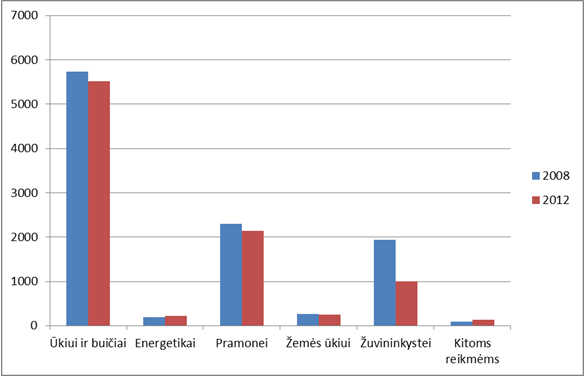 7000
6000
5000
4000
3000
2000
1000
0
Ūkiui ir buičiai
Energetikai
Pramonei
Žemės ūkiui
Žuvininkystei
Kitoms
reikmėms
2008
2012